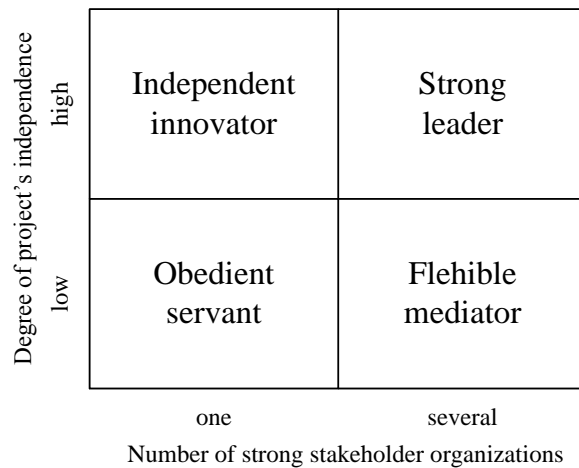 Degree of project's independence
high
low
Independent
innovator
Strong
leader
Obedient
servant
Flehible
mediator
one
several
Number of strong stakeholder organizations